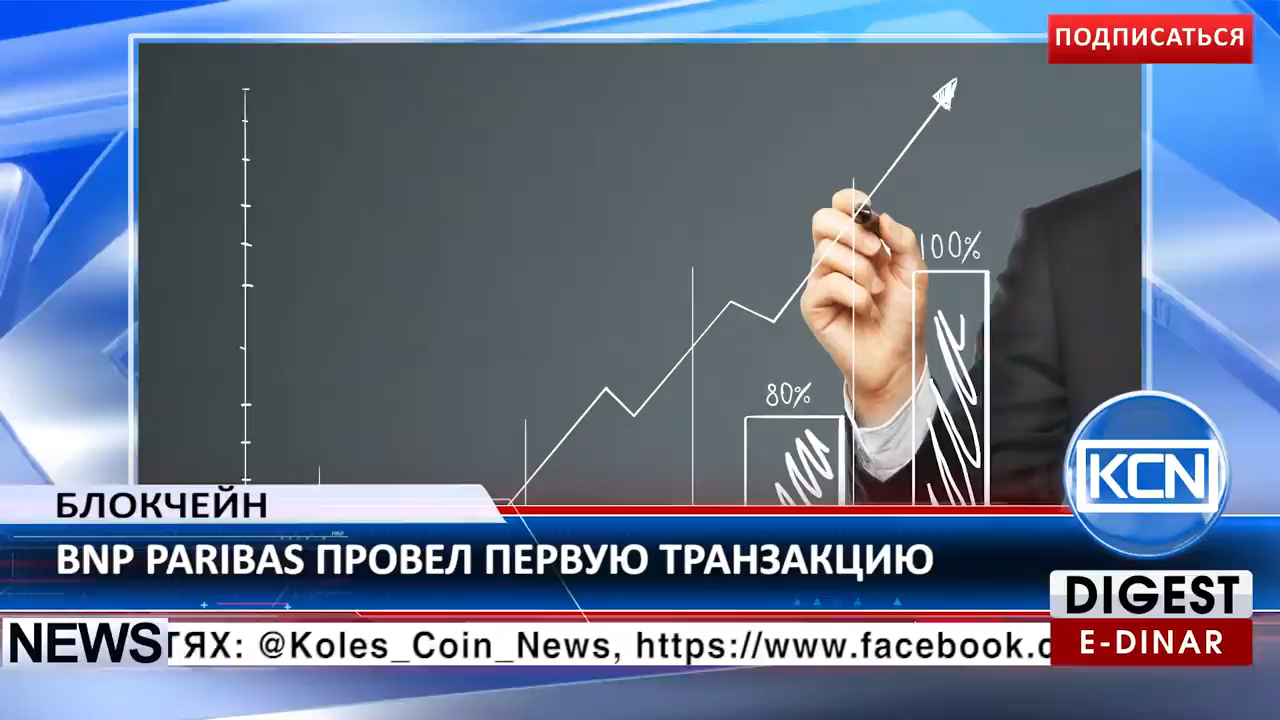 ПОДПИСАТЬСЯ
100%
80%
KCN
БЛОКЧЕЙН
BNP PARIBAS ПРОВЕЛ ПЕРВУЮ ТРАНЗАКЦИЮ
DIGEST
E-DINAR
NEWS ТЯХ: @Koles_Coin_News, https://www.facebook.c